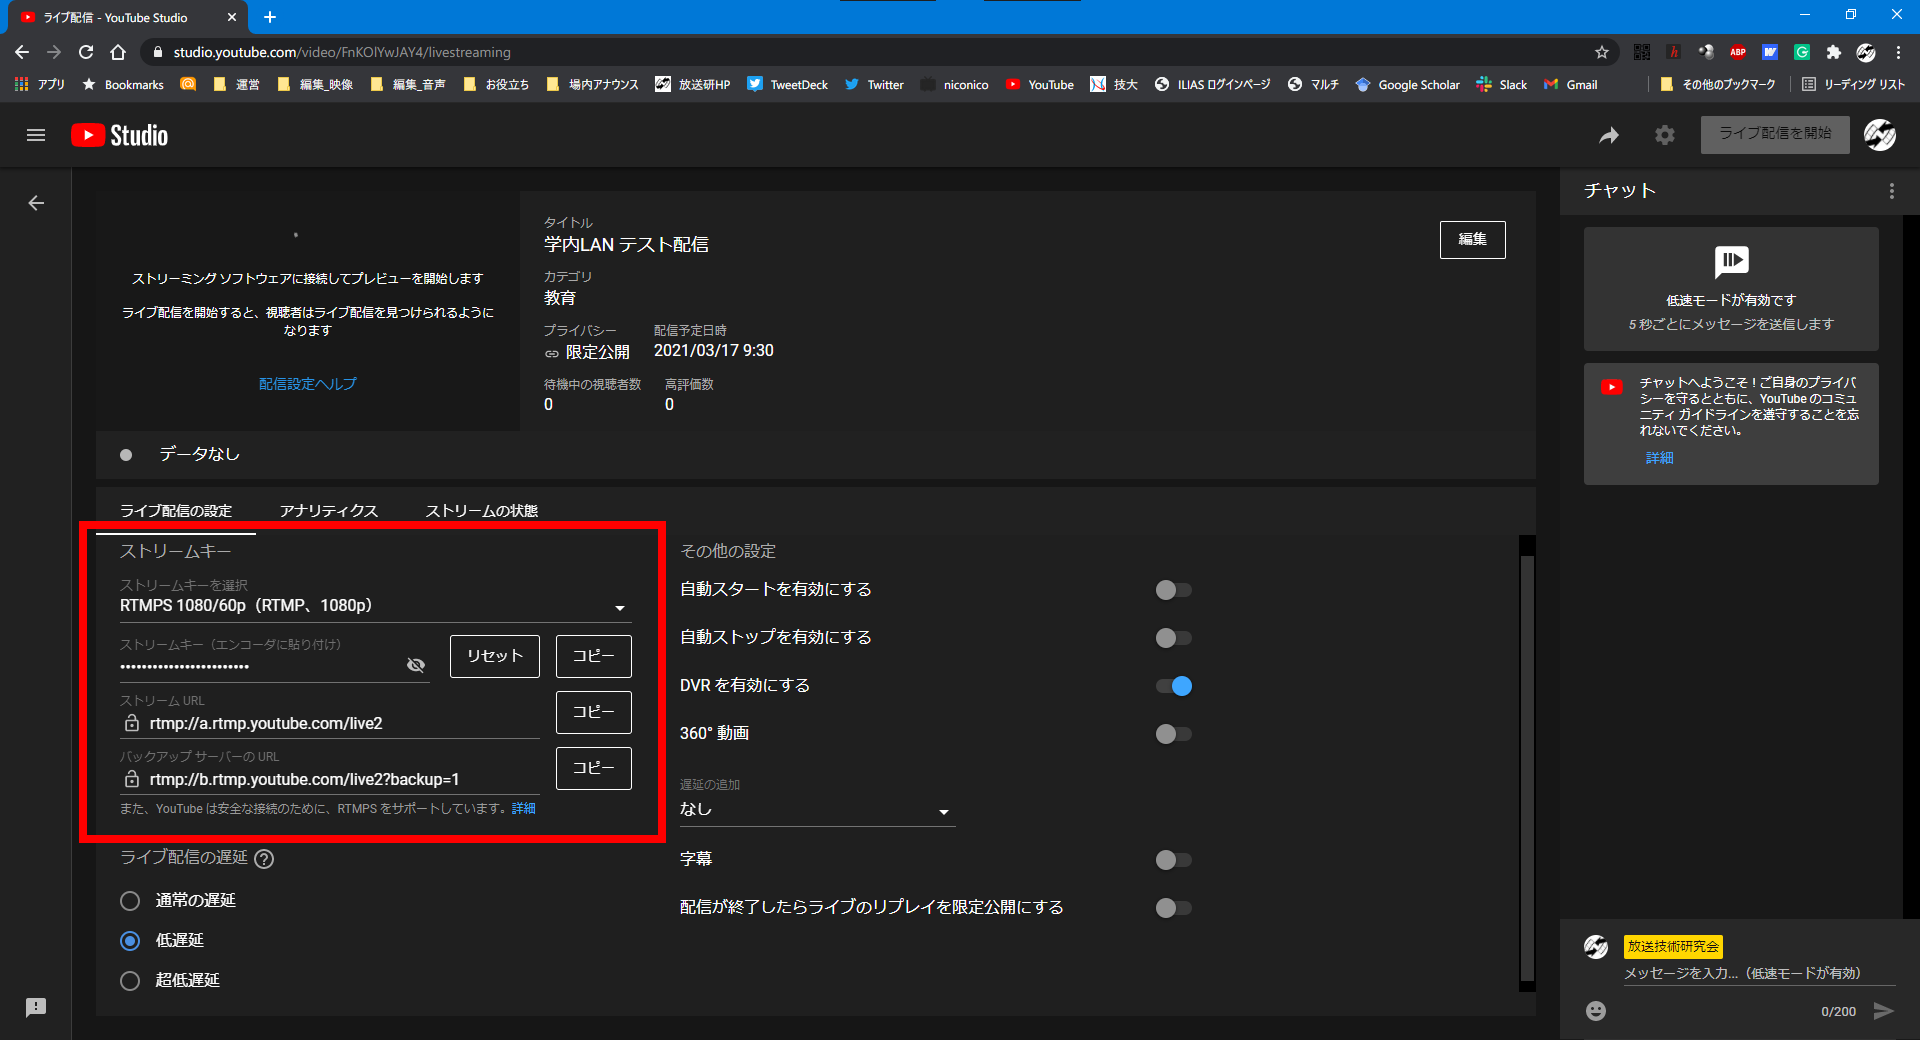 ライブ配信 - YouTube Studio
studio.youtube.com/video/FnKOlYwJAY4/livestreaming
アプリ Bookmarks 運営 編集_映像 編集_音声 お役立ち 場内アナウンス 放送研HP TweetDeck Twitter niconico YouTube 技大 ILIAS ログインページ マルチ Google Scholar Slack Gmail その他のブックマーク リーディング リスト
Studio
ライブ配信を開始
ストリーミング ソフトウェアに接続してプレビューを開始します
ライブ配信を開始すると、視聴者はライブ配信を見つけられるように
なります
配信設定ヘルプ
タイトル
学内LAN テスト配信
編集
カテゴリ
教育
プライバシー 配信予定日時
限定公開 2021/03/17 9:30
待機中の視聴者数 高評価数
0 0
データなし
ライブ配信の設定 アナリティクス ストリームの状態
ストリームキー
ストリームキーを選択
RTMPS 1080/60p（RTMP、1080p）
ストリームキー（エンコーダに貼り付け）
••••••••••••••••••••••••
リセット コピー
ストリーム URL
rtmp://a.rtmp.youtube.com/live2
コピー
バックアップ サーバーの URL
rtmp://b.rtmp.youtube.com/live2?backup=1
コピー
また、YouTube は安全な接続のために、RTMPS をサポートしています。詳細
ライブ配信の遅延
通常の遅延
低遅延
超低遅延
その他の設定
自動スタートを有効にする
自動ストップを有効にする
DVR を有効にする
360° 動画
遅延の追加
なし
字幕
配信が終了したらライブのリプレイを限定公開にする
チャット
低速モードが有効です
5 秒ごとにメッセージを送信します
チャットへようこそ！ご自身のプライバ
シーを守るとともに、YouTube のコミュ
ニティ ガイドラインを遵守することを忘
れないでください。
詳細
放送技術研究会
メッセージを入力...（低速モードが有効）
0/200